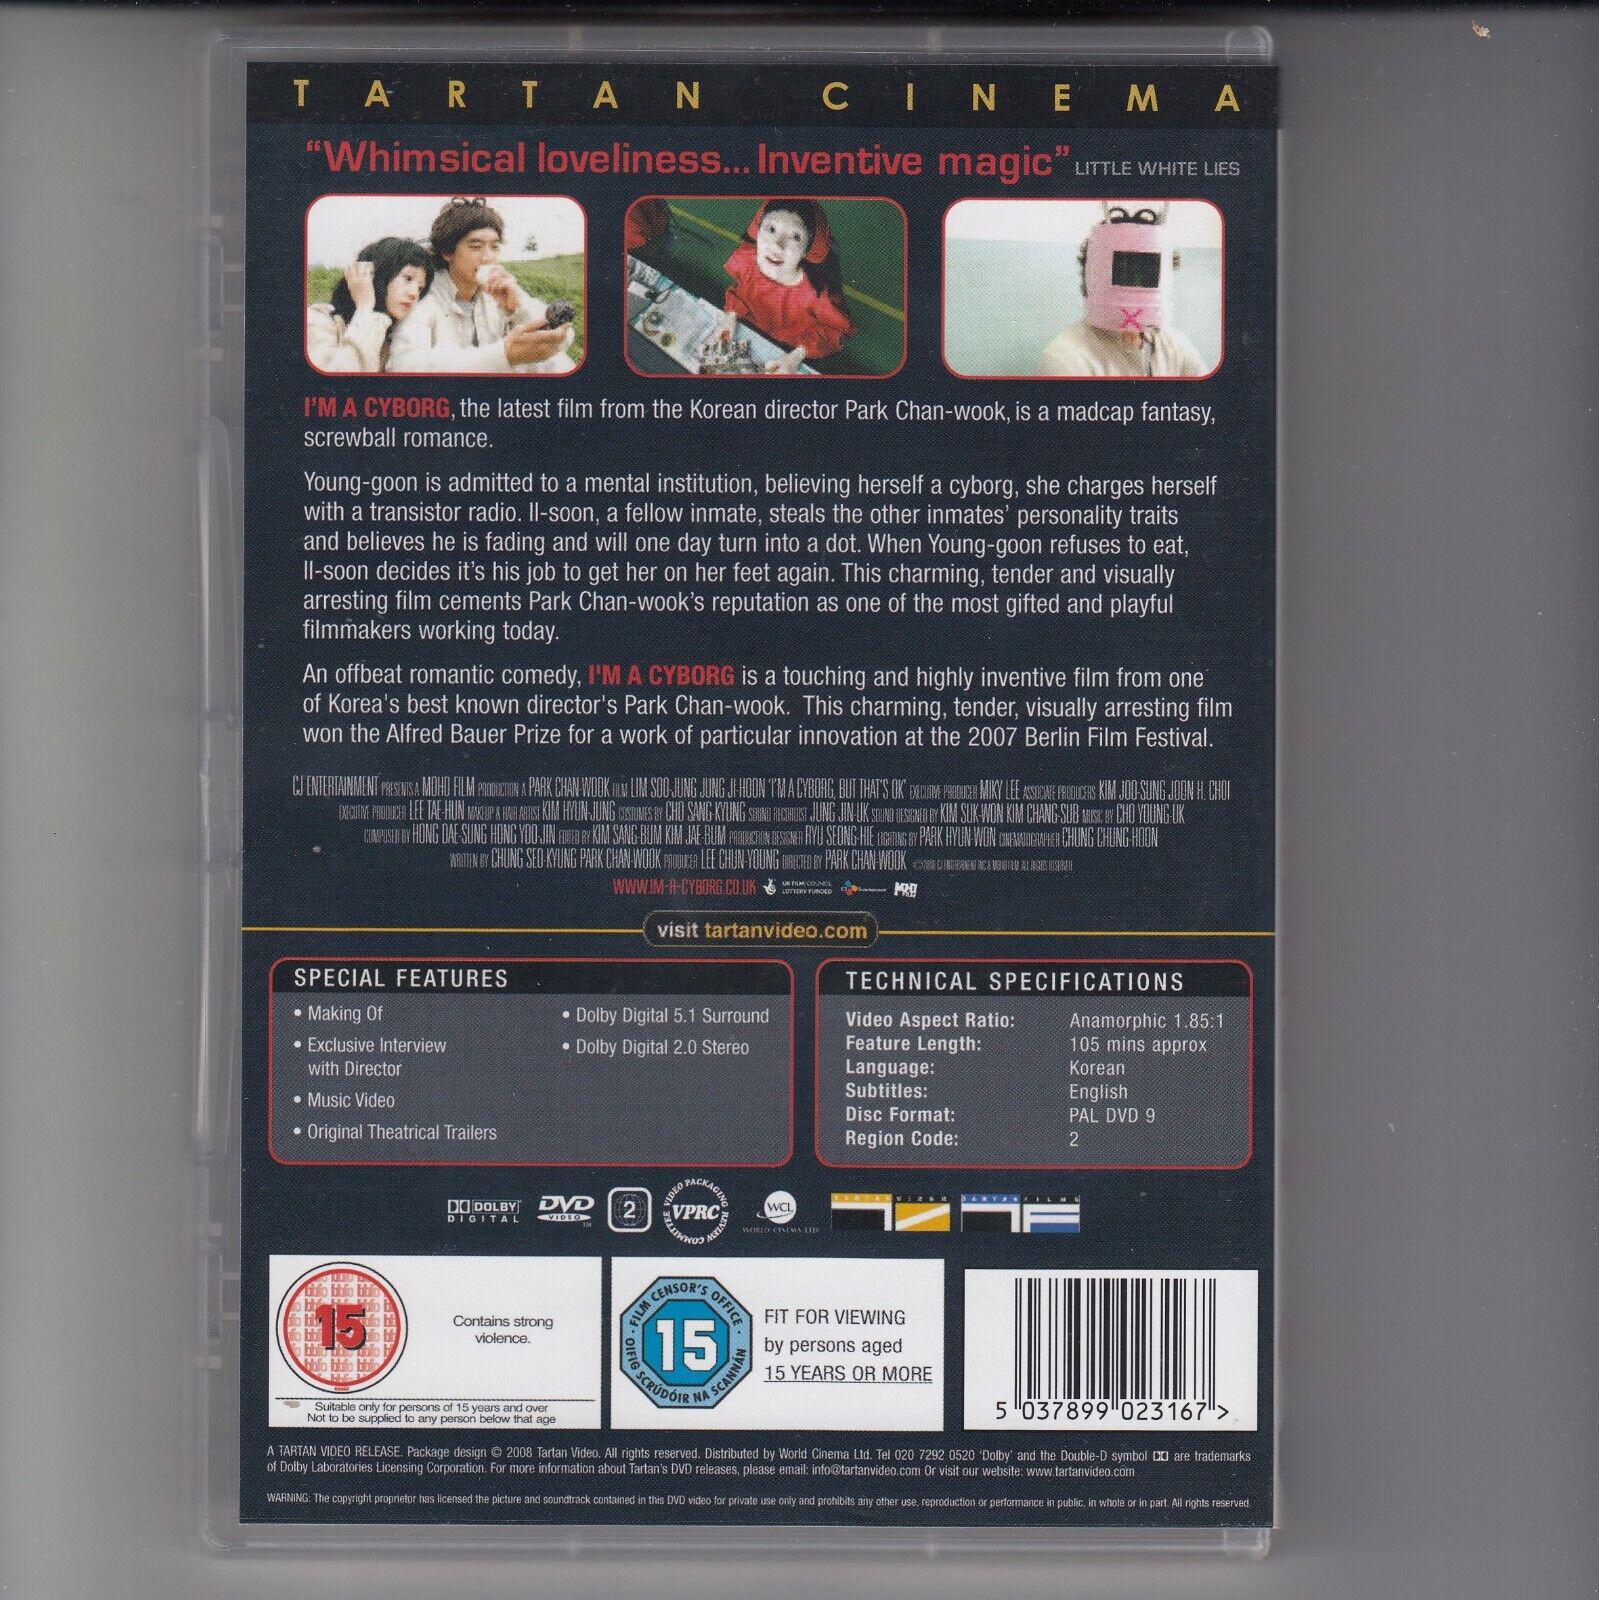 TARTAN CINEMA
“Whimsical loveliness... Inventive magic” LITTLE WHITE LIES
I'M A CYBORG, the latest film from the Korean director Park Chan-wook, is a madcap fantasy,
screwball romance.
Young-goon is admitted to a mental institution, believing herself a cyborg, she charges herself
with a transistor radio. Il-soon, a fellow inmate, steals the other inmates' personality traits
and believes he is fading and will one day turn into a dot. When Young-goon refuses to eat,
Il-soon decides it's his job to get her on her feet again. This charming, tender and visually
arresting film cements Park Chan-wook's reputation as one of the most gifted and playful
filmmakers working today.
An offbeat romantic comedy, I'M A CYBORG is a touching and highly inventive film from one
of Korea's best known director's Park Chan-wook. This charming, tender, visually arresting film
won the Alfred Bauer Prize for a work of particular innovation at the 2007 Berlin Film Festival.
CJ ENTERTAINMENT PRESENTS A MOHO FILM PRODUCTION A PARK CHAN-WOOK FILM LIM SOO-JUNG JUNG JI-HOON 'I'M A CYBORG, BUT THAT'S OK' EXECUTIVE PRODUCER MIKY LEE ASSOCIATE PRODUCERS KIM JOO-SUNG JOON H. CHOI
EXECUTIVE PRODUCER LEE TAE-HUN MAKEUP & HAIR ARTIST KIM HYUN-JUNG COSTUMES BY CHO SANG-KYUNG SOUND RECORDIST JUNG JIN-UK SOUND DESIGNED BY KIM SUK-WON KIM CHANG-SUB MUSIC BY CHO YOUNG-UK
COMPOSED BY HONG DAE-SUNG HONG YOO-JIN EDITED BY KIM SANG-BUM KIM JAE-BUM PRODUCTION DESIGNER RYU SEONG-HIE LIGHTING BY PARK HYUN-WON CINEMATOGRAPHER CHUNG CHUNG-HOON
WRITTEN BY CHUNG SEO-KYUNG PARK CHAN-WOOK PRODUCER LEE CHUN-YOUNG DIRECTED BY PARK CHAN-WOOK ALL RIGHTS RESERVED
WWW.IM-A-CYBORG.CO.UK UK FILM COUNCIL LOTTERY FUNDED
visit tartanvideo.com
SPECIAL FEATURES
• Making Of
• Exclusive Interview
with Director
• Music Video
• Original Theatrical Trailers
• Dolby Digital 5.1 Surround
• Dolby Digital 2.0 Stereo
TECHNICAL SPECIFICATIONS
Video Aspect Ratio: Anamorphic 1.85:1
Feature Length: 105 mins approx
Language: Korean
Subtitles: English
Disc Format: PAL DVD 9
Region Code: 2
DOLBY DIGITAL
DVD VIDEO TM
2
VIDEO PACKAGING REVIEW COMMITTEE VPRC
WCL WORLD CINEMA LTD
TARTAN VIDEO
TARTAN FILMS
15
Contains strong
violence.
Suitable only for persons of 15 years and over
Not to be supplied to any person below that age
FILM CENSOR'S OFFICE
15
OIFIG SCRÚDÓIR NA SCANNÁN
FIT FOR VIEWING
by persons aged
15 YEARS OR MORE
5 037899 023167 >
A TARTAN VIDEO RELEASE. Package design © 2008 Tartan Video. All rights reserved. Distributed by World Cinema Ltd. Tel 020 7292 0520 'Dolby' and the Double-D symbol are trademarks
of Dolby Laboratories Licensing Corporation. For more information about Tartan's DVD releases, please email: info@tartanvideo.com Or visit our website: www.tartanvideo.com
WARNING: The copyright proprietor has licensed the picture and soundtrack contained in this DVD video for private use only and prohibits any other use, reproduction or performance in public, in whole or in part. All rights reserved.